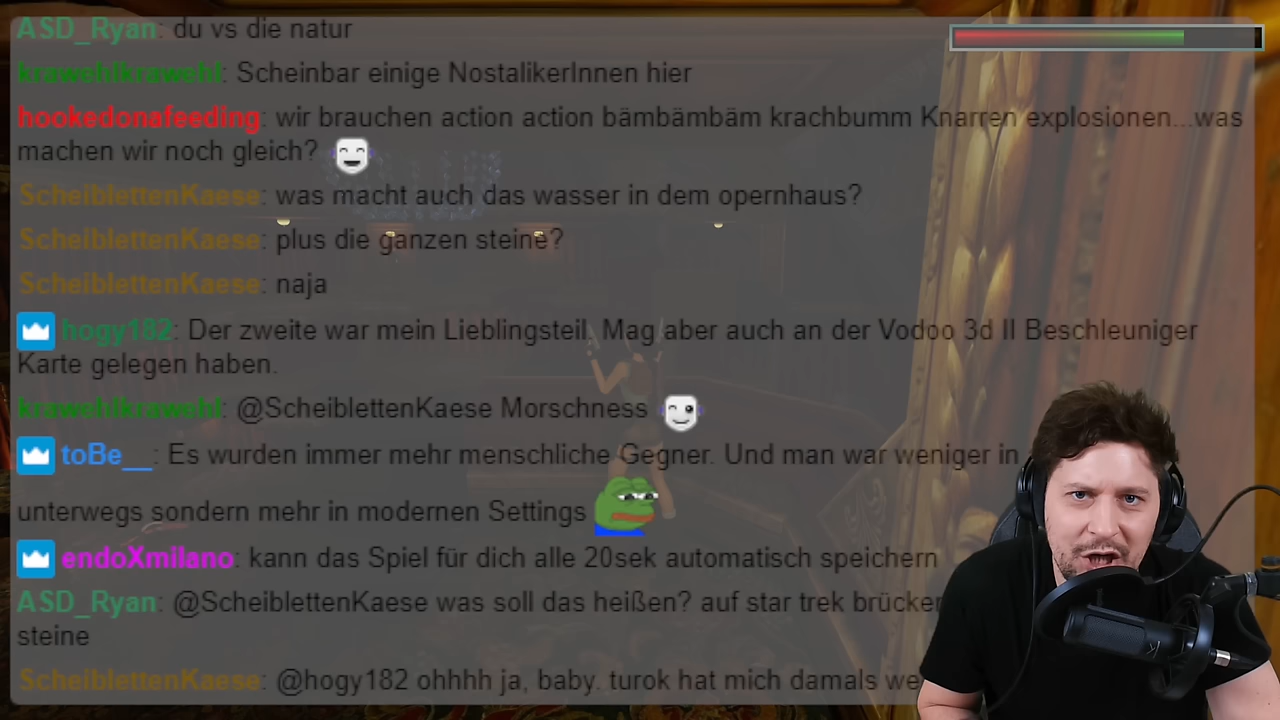 ASD_Ryan: du vs die natur
krawehlkrawehl: Scheinbar einige NostalikerInnen hier
hookedonafeeding: wir brauchen action action bämbämbäm krachbumm Knarren explosionen...was
machen wir noch gleich?
ScheiblettenKaese: was macht auch das wasser in dem opernhaus?
ScheiblettenKaese: plus die ganzen steine?
ScheiblettenKaese: naja
hogy182: Der zweite war mein Lieblingsteil. Mag aber auch an der Vodoo 3d II Beschleuniger
Karte gelegen haben.
krawehlkrawehl: @ScheiblettenKaese Morschness
toBe__: Es wurden immer mehr menschliche Gegner. Und man war weniger in
unterwegs sondern mehr in modernen Settings
endoXmilano: kann das Spiel für dich alle 20sek automatisch speichern
ASD_Ryan: @ScheiblettenKaese was soll das heißen? auf star trek brücken
steine
ScheiblettenKaese: @hogy182 ohhhh ja, baby. turok hat mich damals